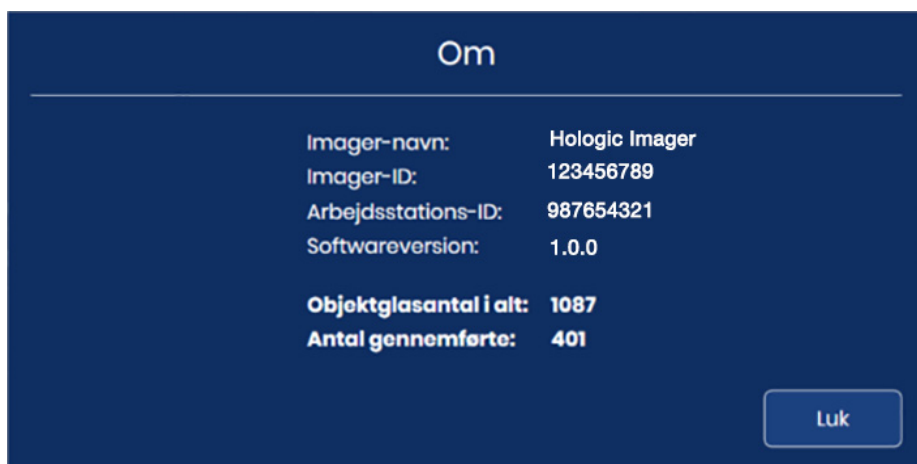 Om
Imager-navn: Hologic Imager
Imager-ID: 123456789
Arbejdsstations-ID: 987654321
Softwareversion: 1.0.0
Objektglasantal i alt: 1087
Antal gennemførte: 401
Luk